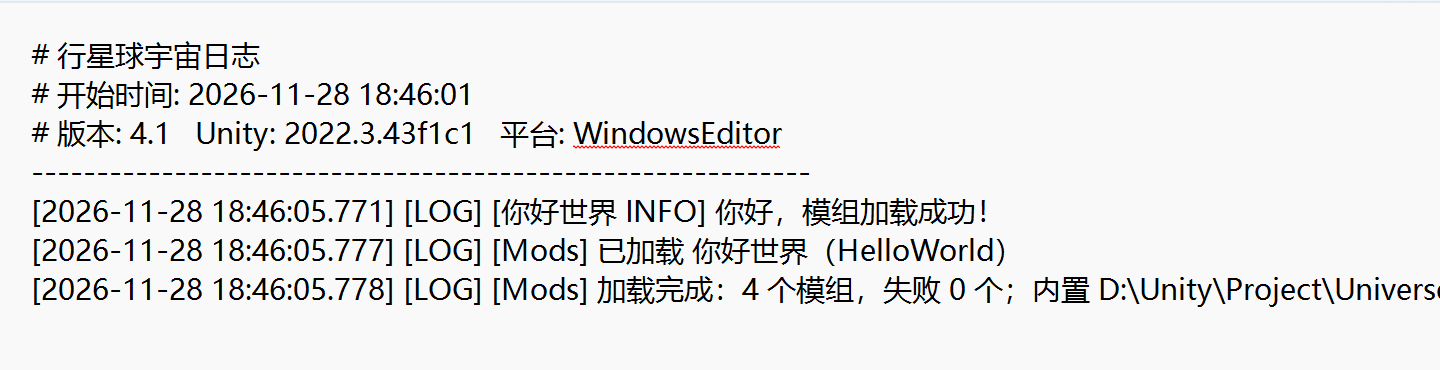 # 行星球宇宙日志
# 开始时间: 2026-11-28 18:46:01
# 版本: 4.1   Unity: 2022.3.43f1c1   平台: WindowsEditor
------------------------------------------------------------
[2026-11-28 18:46:05.771] [LOG] [你好世界 INFO] 你好，模组加载成功！
[2026-11-28 18:46:05.777] [LOG] [Mods] 已加载 你好世界（HelloWorld）
[2026-11-28 18:46:05.778] [LOG] [Mods] 加载完成：4 个模组，失败 0 个；内置 D:\Unity\Project\Universe